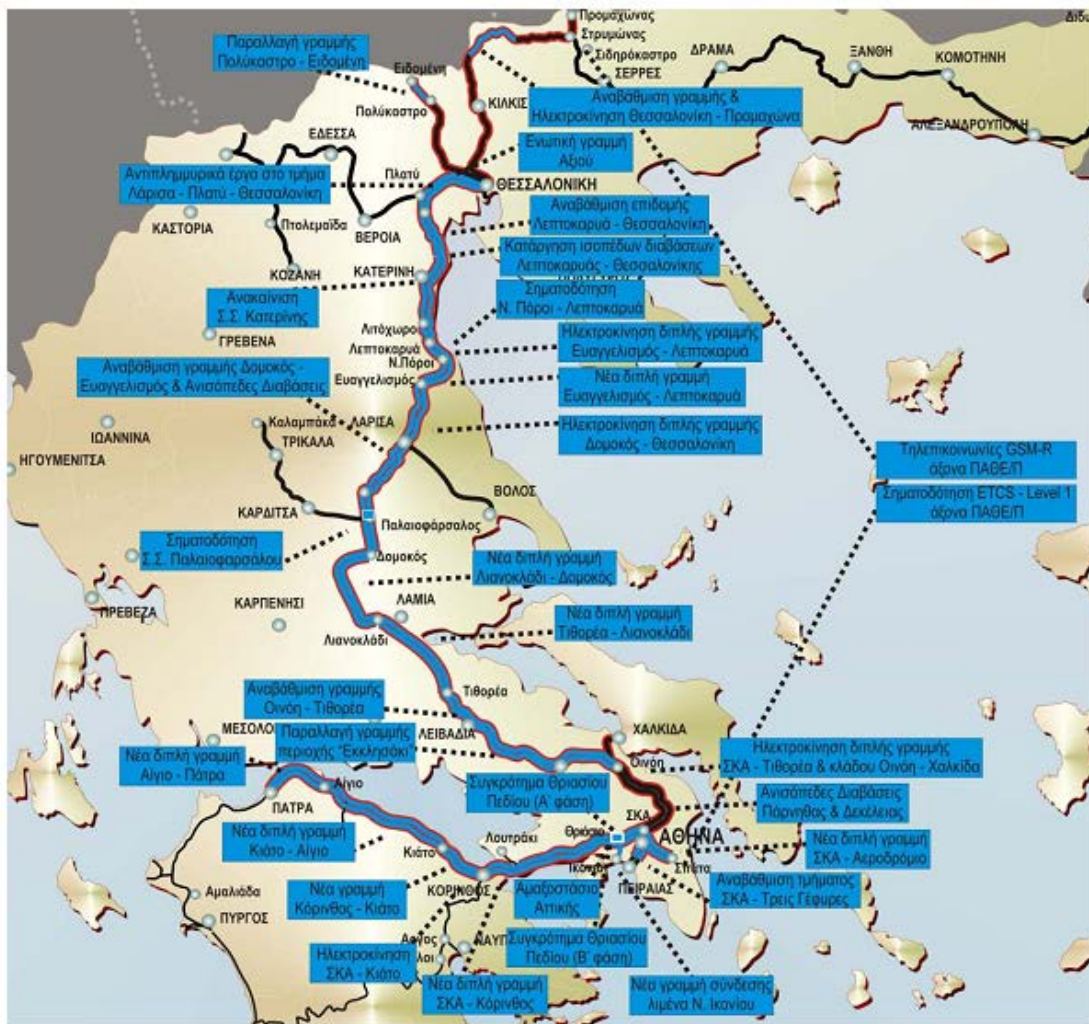 Προμαχώνας
Διδυ
Στρυμώνας
Παραλλαγή γραμμής
Πολύκαστρο - Ειδομένη
Σιδηρόκαστρο
ΔΡΑΜΑ
ΞΑΝΘΗ
ΚΟΜΟΤΗΝΗ
Ειδομένη
ΣΕΡΡΕΣ
Πολύκαστρο
ΚΙΛΚΙΣ
Αναβάθμιση γραμμής &
Ηλεκτροκίνηση Θεσσαλονίκη - Προμαχώνα
ΑΛΕΞΑΝΔΡΟΥΠΟΛΗ
ΕΔΕΣΣΑ
Ενωτική γραμμή
Αξιού
Αντιπλημμυρικά έργα στο τμήμα
Λάρισα - Πλατύ - Θεσσαλονίκη
Πλατύ
ΘΕΣΣΑΛΟΝΙΚΗ
ΚΑΣΤΟΡΙΑ
Πτολεμαΐδα
ΒΕΡΟΙΑ
Αναβάθμιση επιδομής
Λεπτοκαρυά - Θεσσαλονίκη
Κατάργηση ισοπέδων διαβάσεων
Λεπτοκαρυάς - Θεσσαλονίκης
ΚΟΖΑΝΗ
ΚΑΤΕΡΙΝΗ
Ανακαίνιση
Σ.Σ. Κατερίνης
Σηματοδότηση
Ν. Πόροι - Λεπτοκαρυά
ΓΡΕΒΕΝΑ
Λιτόχωρο
Λεπτοκαρυά
Ν.Πόροι
Ηλεκτροκίνηση διπλής γραμμής
Ευαγγελισμός - Λεπτοκαρυά
Αναβάθμιση γραμμής Δομοκός -
Ευαγγελισμός & Ανισόπεδες Διαβάσεις
Ευαγγελισμός
Νέα διπλή γραμμή
Ευαγγελισμός - Λεπτοκαρυά
ΙΩΑΝΝΙΝΑ
Καλαμπάκα
ΤΡΙΚΑΛΑ
ΛΑΡΙΣΑ
Ηλεκτροκίνηση διπλής γραμμής
Δομοκός - Θεσσαλονίκη
ΗΓΟΥΜΕΝΙΤΣΑ
Τηλεπικοινωνίες GSM-R
άξονα ΠΑΘΕ/Π
Σηματοδότηση ETCS - Level 1
άξονα ΠΑΘΕ/Π
ΒΟΛΟΣ
ΚΑΡΔΙΤΣΑ
Παλαιοφάρσαλος
Σηματοδότηση
Σ.Σ. Παλαιοφαρσάλου
Δομοκός
Νέα διπλή γραμμή
Λιανοκλάδι - Δομοκός
ΠΡΕΒΕΖΑ
ΚΑΡΠΕΝΗΣΙ
ΛΑΜΙΑ
Λιανοκλάδι
Νέα διπλή γραμμή
Τιθορέα - Λιανοκλάδι
Αναβάθμιση γραμμής
Οινόη - Τιθορέα
Τιθορέα
ΜΕΣΟΛΟ
Παραλλαγή γραμμής
περιοχής "Εκκλησάκι"
ΛΕΙΒΑΔΙΑ
ΧΑΛΚΙΔΑ
Νέα διπλή γραμμή
Αίγιο - Πάτρα
Οινόη
Ηλεκτροκίνηση διπλής γραμμής
ΣΚΑ - Τιθορέα & κλάδου Οινόη - Χαλκίδα
Αίγιο
ΠΑΤΡΑ
Συγκρότημα Θριασίου
Πεδίου (Α' φάση)
Ανισόπεδες Διαβάσεις
Πάρνηθος & Δεκέλειας
Νέα διπλή γραμμή
Κιάτο - Αίγιο
ΣΚΑ
Θριάσιο
ΑΘΗΝΑ
Λουτράκι
Κιάτο
Νέα διπλή γραμμή
ΣΚΑ - Αεροδρόμιο
Σπάτα
ΠΕΙΡΑΙΑΣ
Αμαλιάδα
Νέα γραμμή
Κόρινθος - Κιάτο
ΚΟΡΙΝΘΟΣ
Αμαξοστάσιο
Αττικής
Αναβάθμιση τμήματος
ΣΚΑ - Τρεις Γέφυρες
ΠΥΡΓΟΣ
Ηλεκτροκίνηση
ΣΚΑ - Κιάτο
Άργος
ΝΑΥΠ
Συγκρότημα Θριασίου
Πεδίου (Β' φάση)
Νέα διπλή γραμμή
ΣΚΑ - Κόρινθος
Νέα γραμμή σύνδεσης
λιμένα Ν. Ικονίου